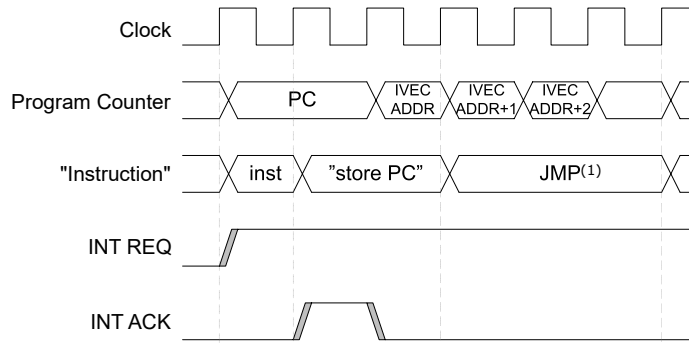 Clock
Program Counter
PC
IVEC
ADDR
IVEC
ADDR+1
IVEC
ADDR+2
"Instruction"
inst
"store PC"
JMP(1)
INT REQ
INT ACK